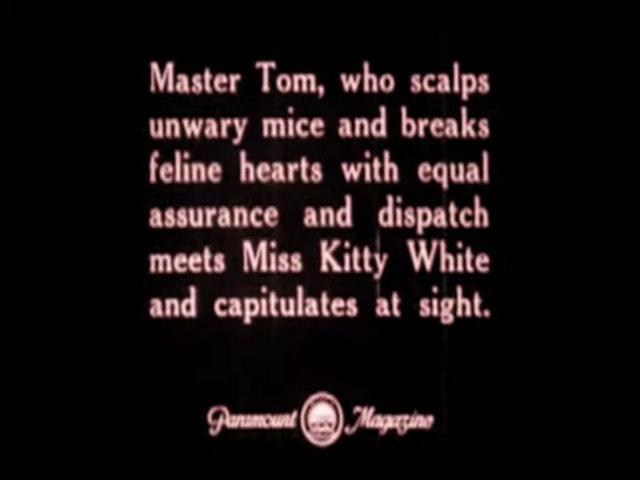 Master Tom, who scalps
unwary mice and breaks
feline hearts with equal
assurance and dispatch
meets Miss Kitty White
and capitulates at sight.
Paramount Magazine